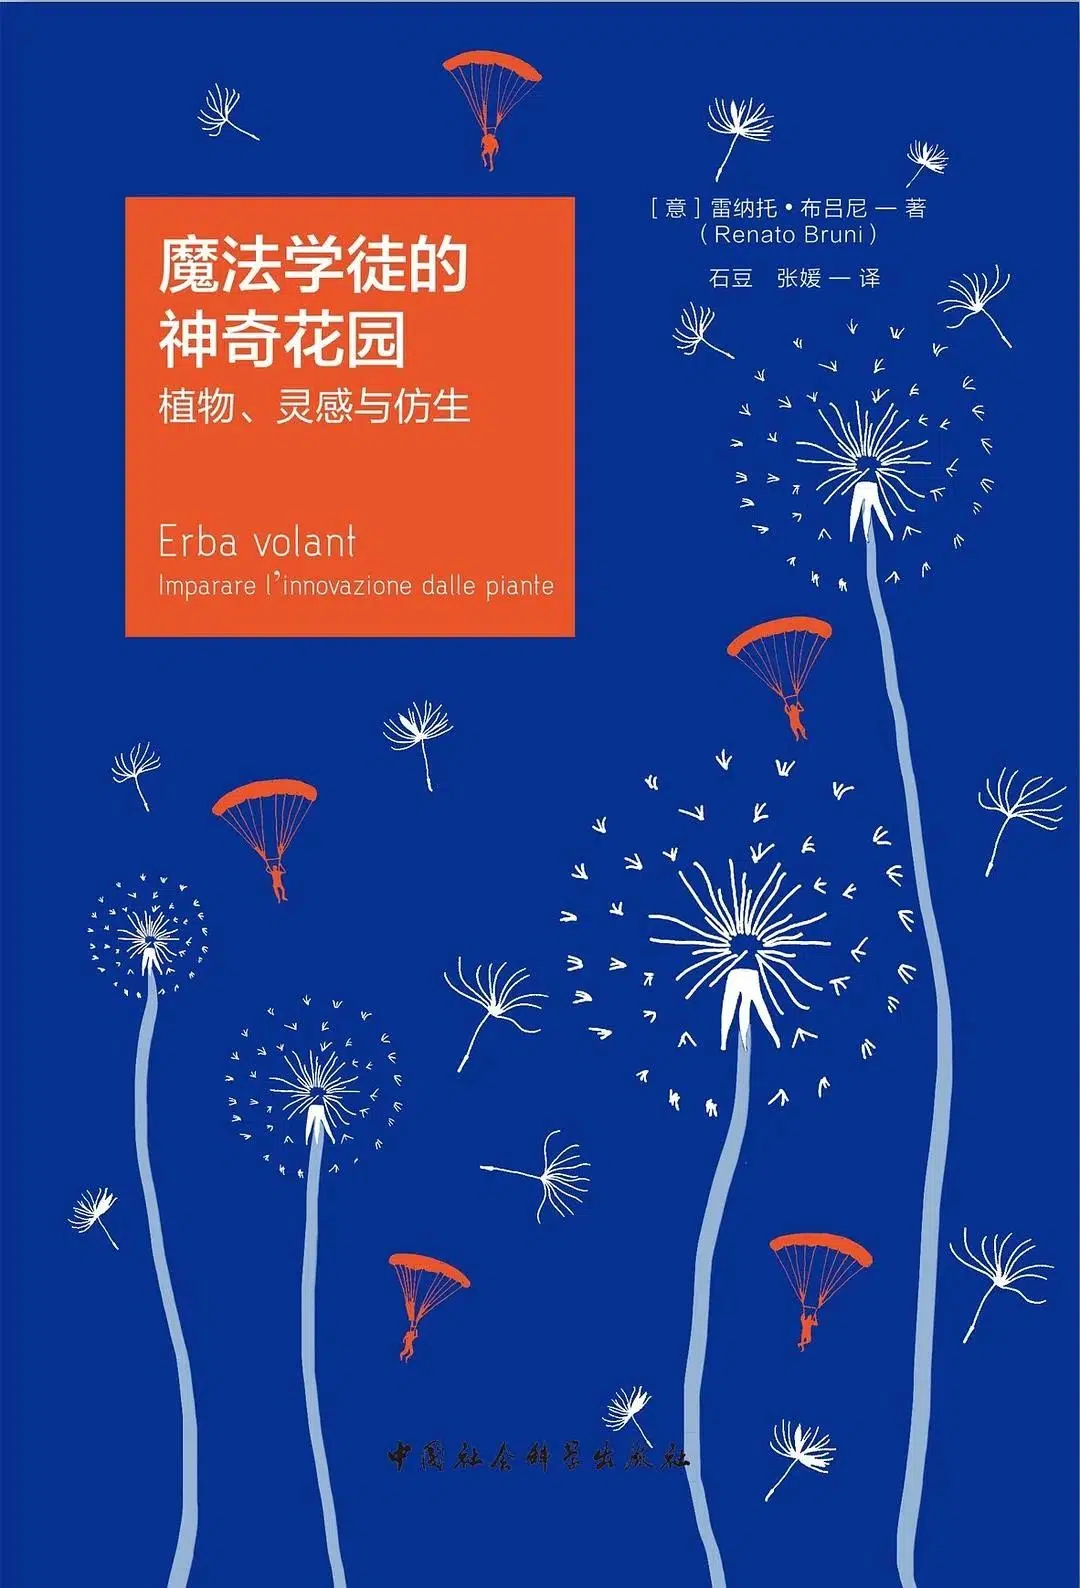 [意]雷纳托·布吕尼 — 著
(Renato Bruni)
石豆 张媛 — 译
魔法学徒的
神奇花园
植物、灵感与仿生
Erba volant
Imparare l'innovazione dalle piante
中国社会科学出版社